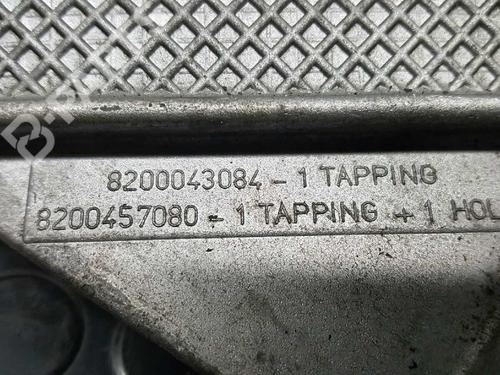 8200043084 - 1 TAPPING
8200457080 - 1 TAPPING + 1 HOL